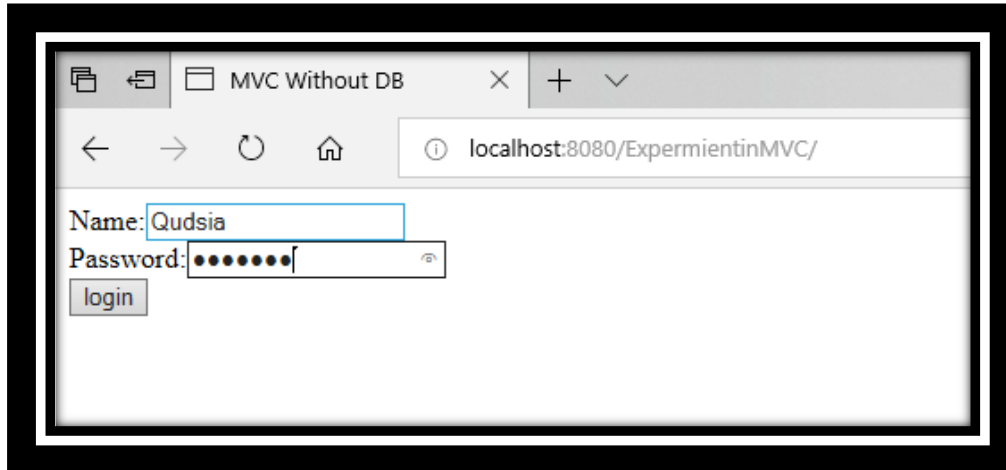 MVC Without DB
localhost:8080/ExpermientinMVC/
Name: Qudsia
Password: •••••••
login